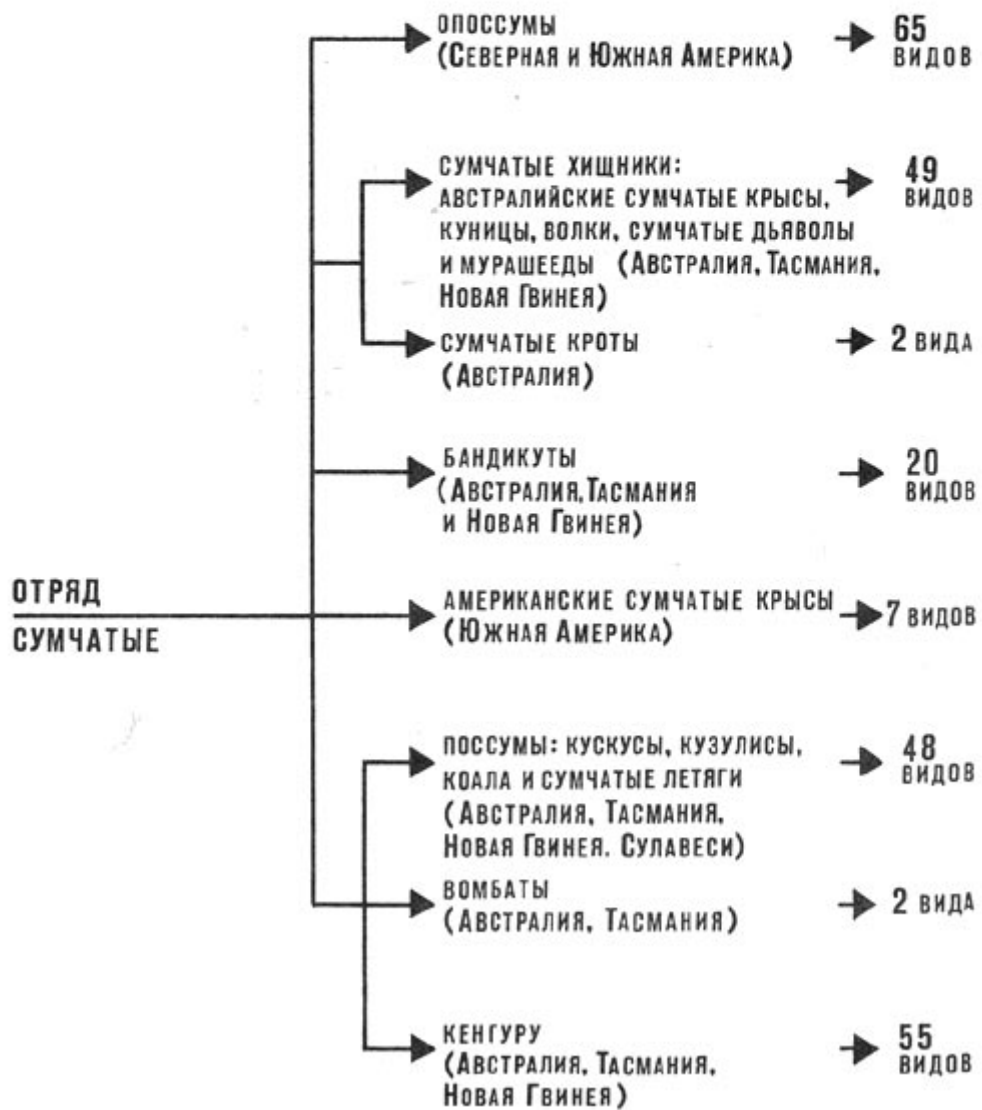 ОПОССУМЫ
(СЕВЕРНАЯ И ЮЖНАЯ АМЕРИКА)
65
ВИДОВ
СУМЧАТЫЕ ХИЩНИКИ:
АВСТРАЛИЙСКИЕ СУМЧАТЫЕ КРЫСЫ,
КУНИЦЫ, ВОЛКИ, СУМЧАТЫЕ ДЬЯВОЛЫ
И МУРАШЕЕДЫ (АВСТРАЛИЯ, ТАСМАНИЯ,
НОВАЯ ГВИНЕЯ)
49
ВИДОВ
СУМЧАТЫЕ КРОТЫ
(АВСТРАЛИЯ)
2 ВИДА
БАНДИКУТЫ
(АВСТРАЛИЯ, ТАСМАНИЯ
И НОВАЯ ГВИНЕЯ)
20
ВИДОВ
ОТРЯД
СУМЧАТЫЕ
АМЕРИКАНСКИЕ СУМЧАТЫЕ КРЫСЫ
(ЮЖНАЯ АМЕРИКА)
7 ВИДОВ
ПОССУМЫ: КУСКУСЫ, КУЗУЛИСЫ,
КОАЛА И СУМЧАТЫЕ ЛЕТЯГИ
(АВСТРАЛИЯ, ТАСМАНИЯ,
НОВАЯ ГВИНЕЯ. СУЛАВЕСИ)
48
ВИДОВ
ВОМБАТЫ
(АВСТРАЛИЯ, ТАСМАНИЯ)
2 ВИДА
КЕНГУРУ
(АВСТРАЛИЯ, ТАСМАНИЯ,
НОВАЯ ГВИНЕЯ)
55
ВИДОВ